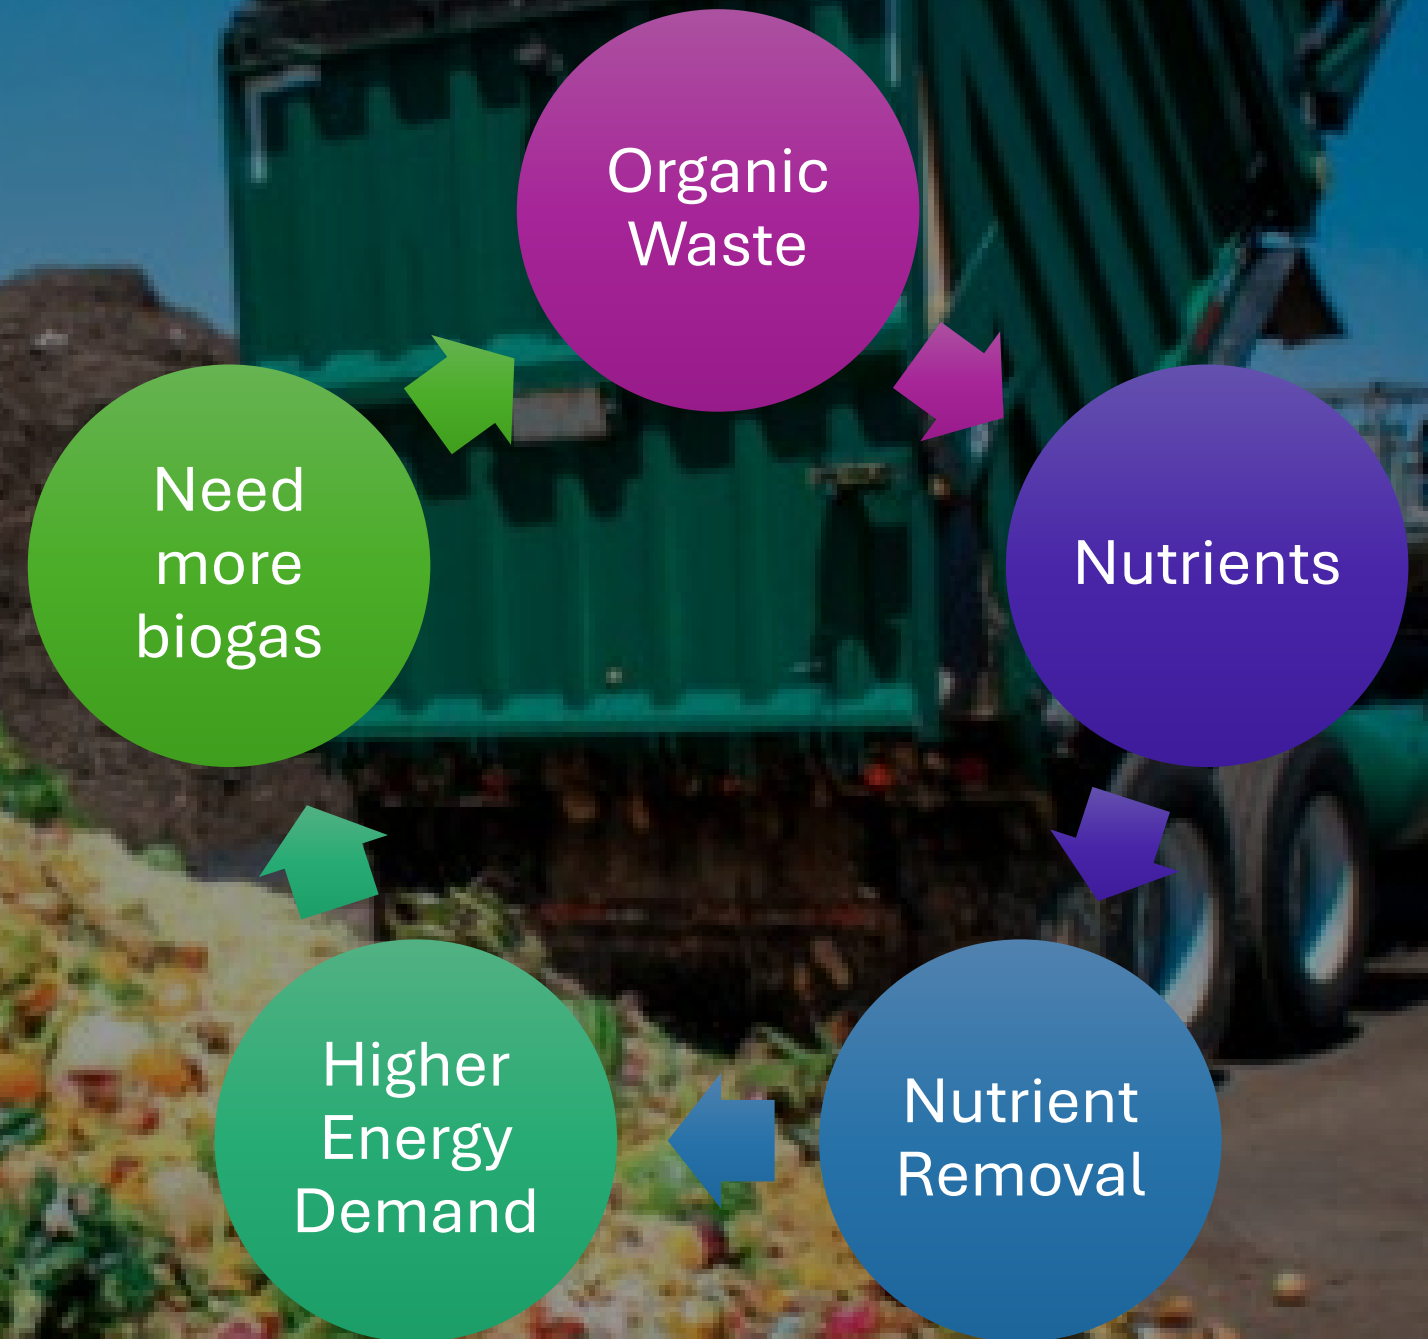 Organic
Waste
Nutrients
Nutrient
Removal
Higher
Energy
Demand
Need
more
biogas